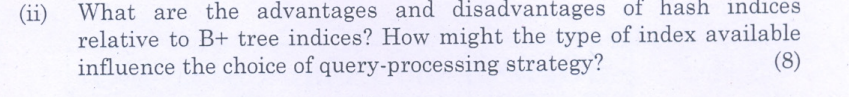 (ii) What are the advantages and disadvantages of hash indices
relative to B+ tree indices? How might the type of index available
influence the choice of query-processing strategy? (8)